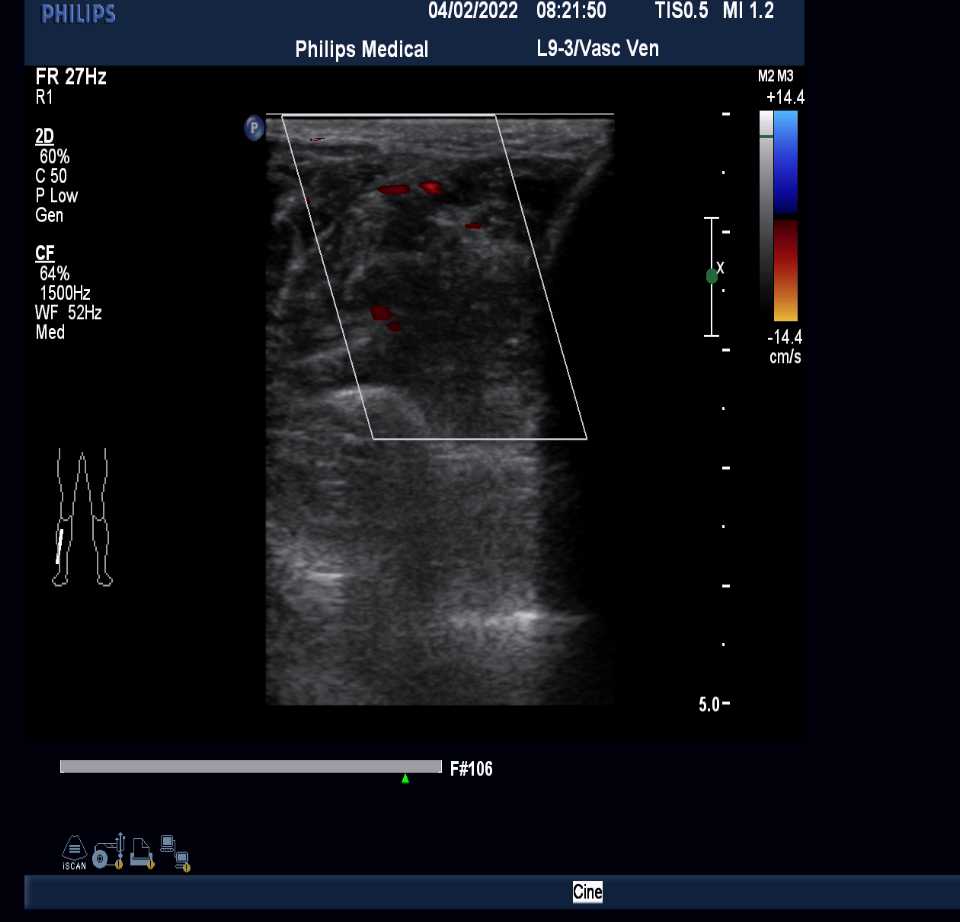 PHILIPS
04/02/2022 08:21:50 TIS0.5 MI 1.2
Philips Medical L9-3/Vasc Ven
FR 27Hz
R1
M2 M3
+14.4
P
2D
60%
C 50
P Low
Gen
CF
64%
1500Hz
WF 52Hz
Med
X
-14.4
cm/s
5.0
F#106
iSCAN
Cine